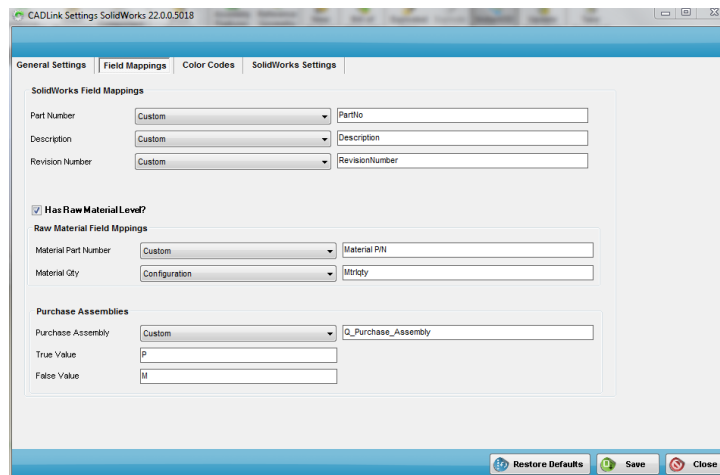 CADLink Settings SolidWorks 22.0.0.5018
General Settings Field Mappings Color Codes SolidWorks Settings
SolidWorks Field Mappings
Part Number Custom PartNo
Description Custom Description
Revision Number Custom RevisionNumber
Has Raw Material Level?
Raw Material Field Mppings
Material Part Number Custom Material P/N
Material Qty Configuration Mtrlqty
Purchase Assemblies
Purchase Assembly Custom Q_Purchase_Assembly
True Value P
False Value M
Restore Defaults Save Close